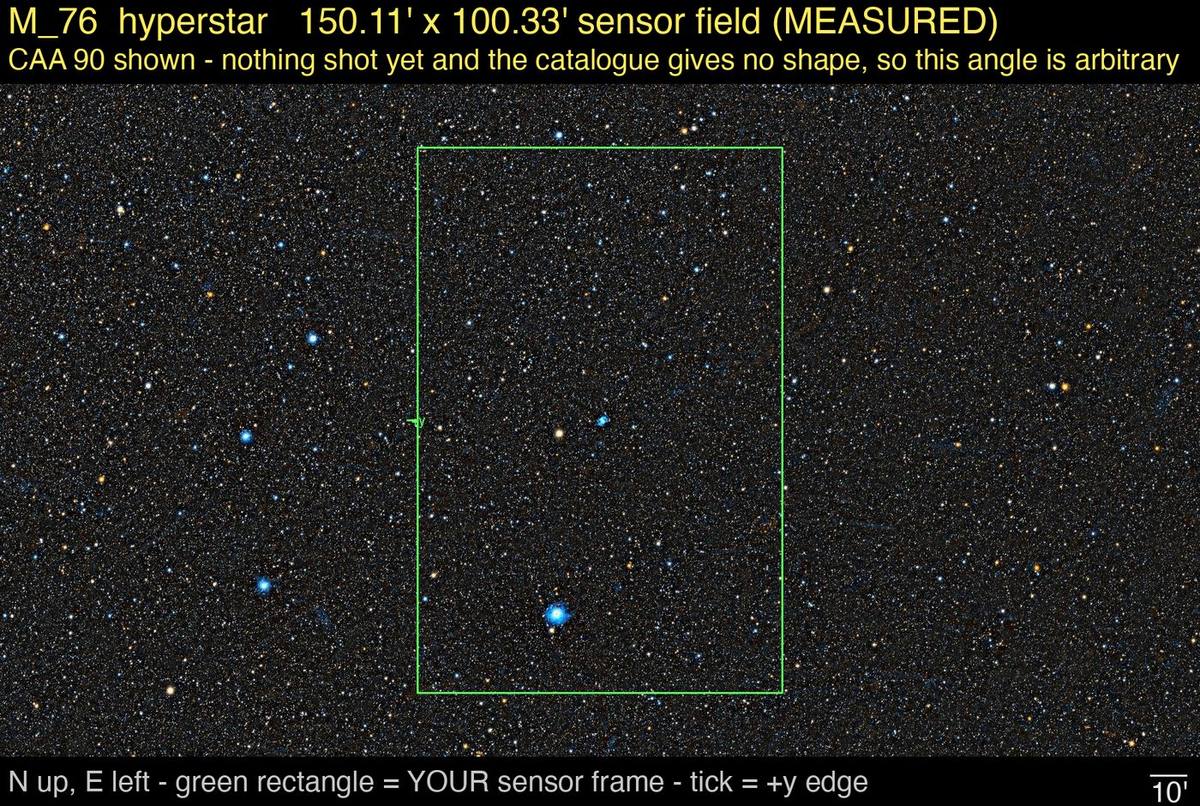 M_76 hyperstar 150.11' x 100.33' sensor field (MEASURED)
CAA 90 shown - nothing shot yet and the catalogue gives no shape, so this angle is arbitrary
+y
N up, E left - green rectangle = YOUR sensor frame - tick = +y edge
10'